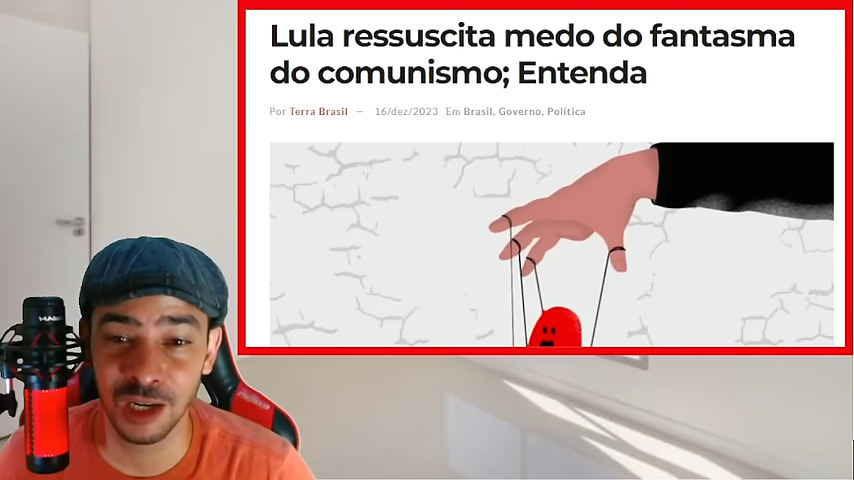 Lula ressuscita medo do fantasma
do comunismo; Entenda
Por Terra Brasil — 16/dez/2023 Em Brasil, Governo, Política